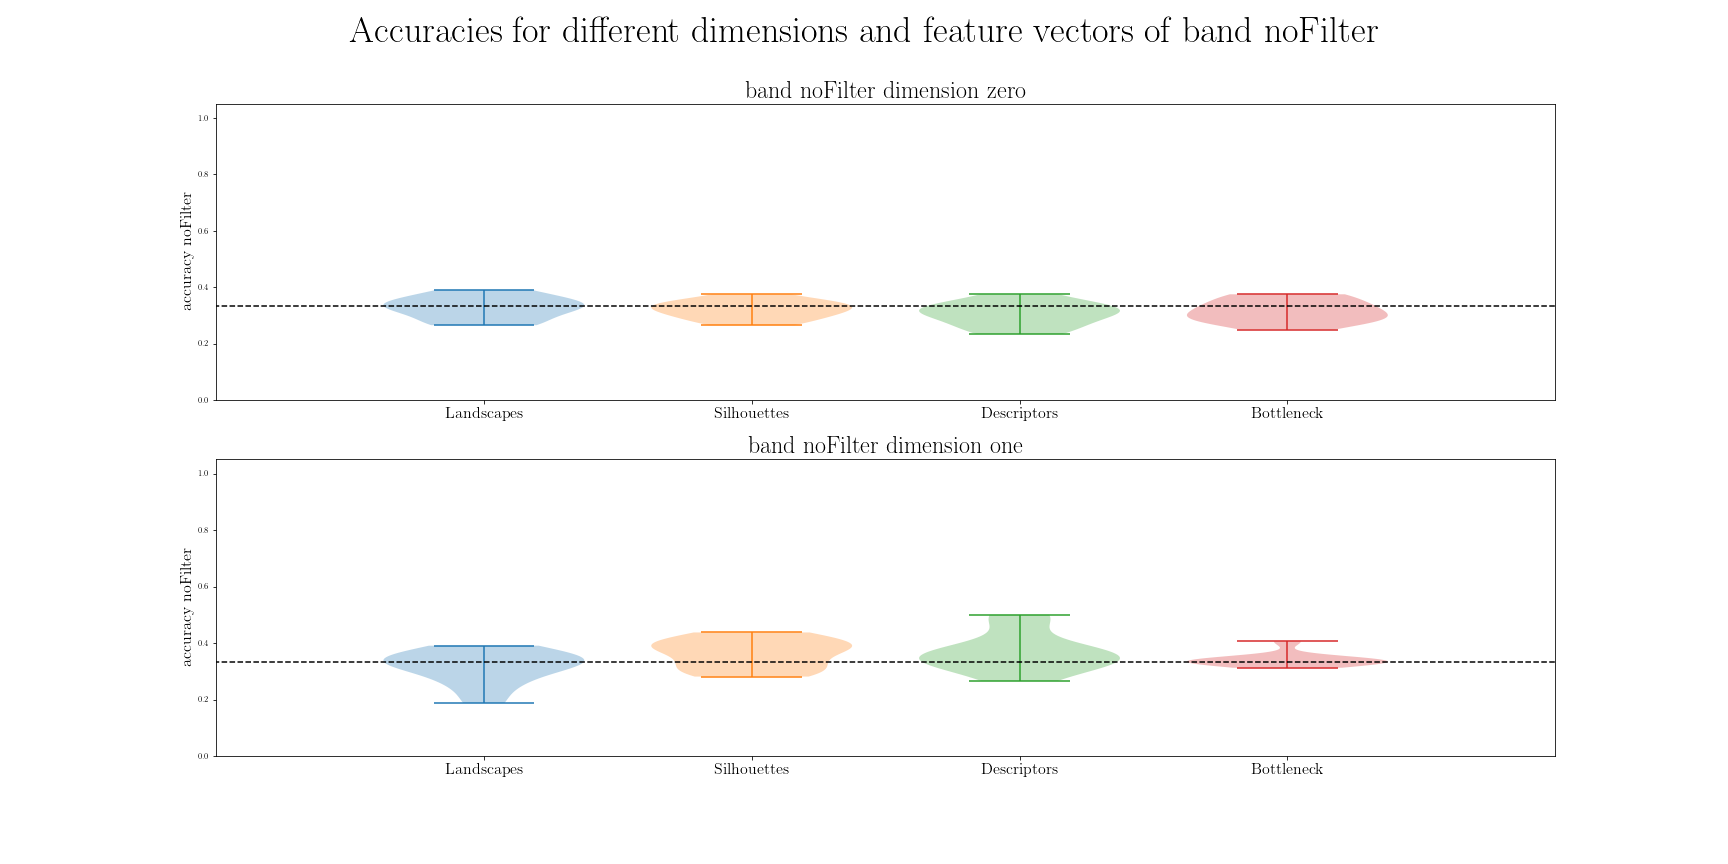 Accuracies for different dimensions and feature vectors of band noFilter
band noFilter dimension zero
accuracy noFilter
1.0
0.8
0.6
0.4
0.2
0.0
Landscapes Silhouettes Descriptors Bottleneck
band noFilter dimension one
accuracy noFilter
1.0
0.8
0.6
0.4
0.2
0.0
Landscapes Silhouettes Descriptors Bottleneck